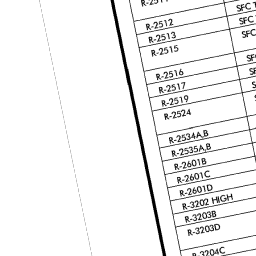 R-2511
R-2512 SFC T
R-2513 SFC
R-2515 SFC
R-2516 SF
R-2517 SF
R-2519 S
R-2524 S
R-2534A,B
R-2535A,B
R-2601B
R-2601C
R-2601D
R-3202 HIGH
R-3203B
R-3203D
R-3204C